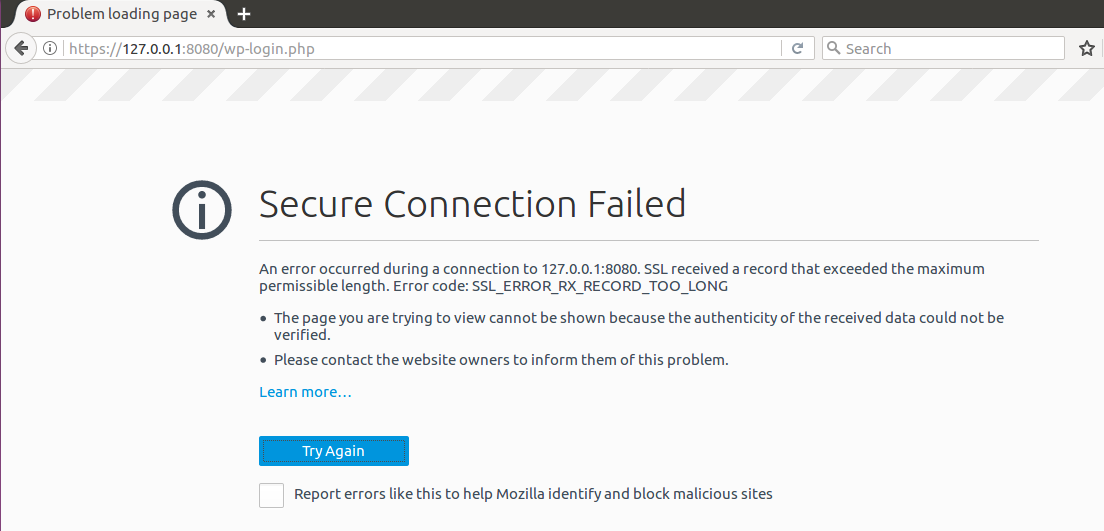 Problem loading page
https://127.0.0.1:8080/wp-login.php
Search
Secure Connection Failed
An error occurred during a connection to 127.0.0.1:8080. SSL received a record that exceeded the maximum
permissible length. Error code: SSL_ERROR_RX_RECORD_TOO_LONG
The page you are trying to view cannot be shown because the authenticity of the received data could not be
verified.
Please contact the website owners to inform them of this problem.
Learn more…
Try Again
Report errors like this to help Mozilla identify and block malicious sites